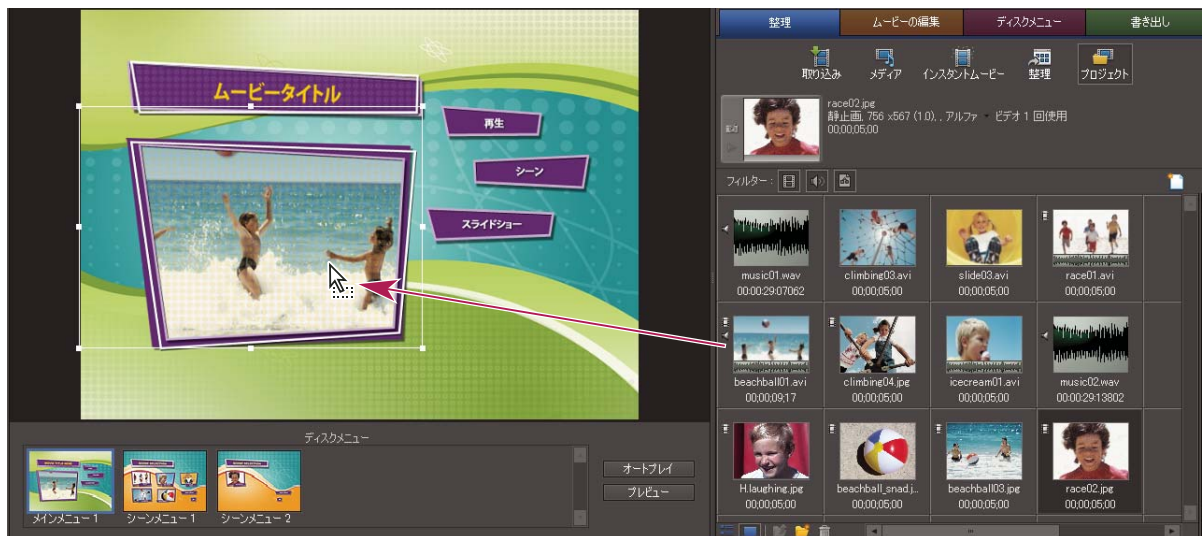 ムービータイトル
再生
シーン
スライドショー
ディスクメニュー
メインメニュー 1
シーンメニュー 1
シーンメニュー 2
オートプレイ
プレビュー
整理
ムービーの編集
ディスクメニュー
書き出し
取り込み
メディア
インスタントムービー
整理
プロジェクト
race02.jpg
静止画, 756 x567 (1.0), , アルファ ビデオ 1 回使用
00;00;05;00
フィルター :
music01.wav
climbing03.avi
slide03.avi
race01.avi
00:00:29:07062
00;00;05;00
00;00;05;00
00;00;05;00
beachball01.avi
climbing04.jpg
icecream01.avi
music02.wav
00;00;09;17
00;00;05;00
00;00;05;00
00:00:29:13802
H.laughing.jpg
beachball_snad.j...
beachball03.jpg
race02.jpg
00;00;05;00
00;00;05;00
00;00;05;00
00;00;05;00